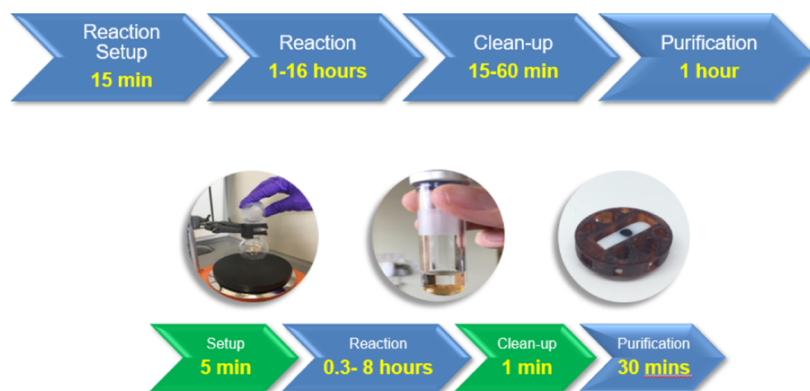 Reaction
Setup
15 min
Reaction
1-16 hours
Clean-up
15-60 min
Purification
1 hour
Setup
5 min
Reaction
0.3- 8 hours
Clean-up
1 min
Purification
30 mins